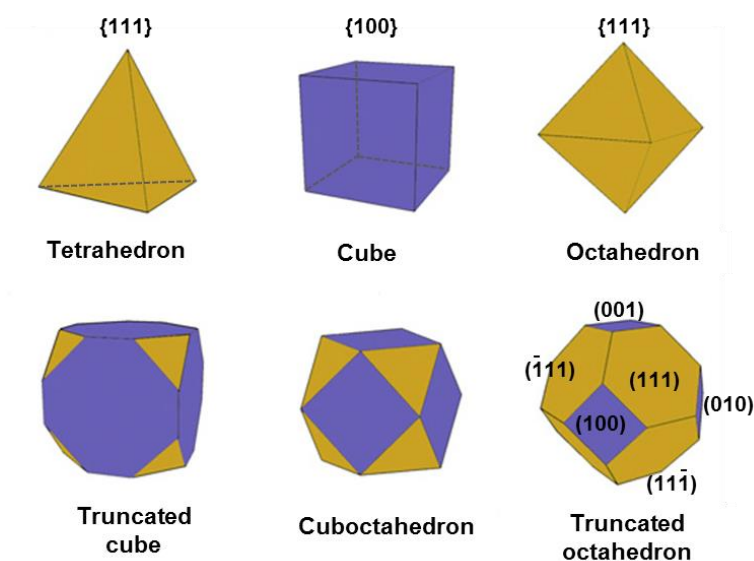 {111}
{100}
{111}
Tetrahedron
Cube
Octahedron
(001)
(1̄11)
(111)
(010)
(100)
(111̄)
Truncated
cube
Cuboctahedron
Truncated
octahedron